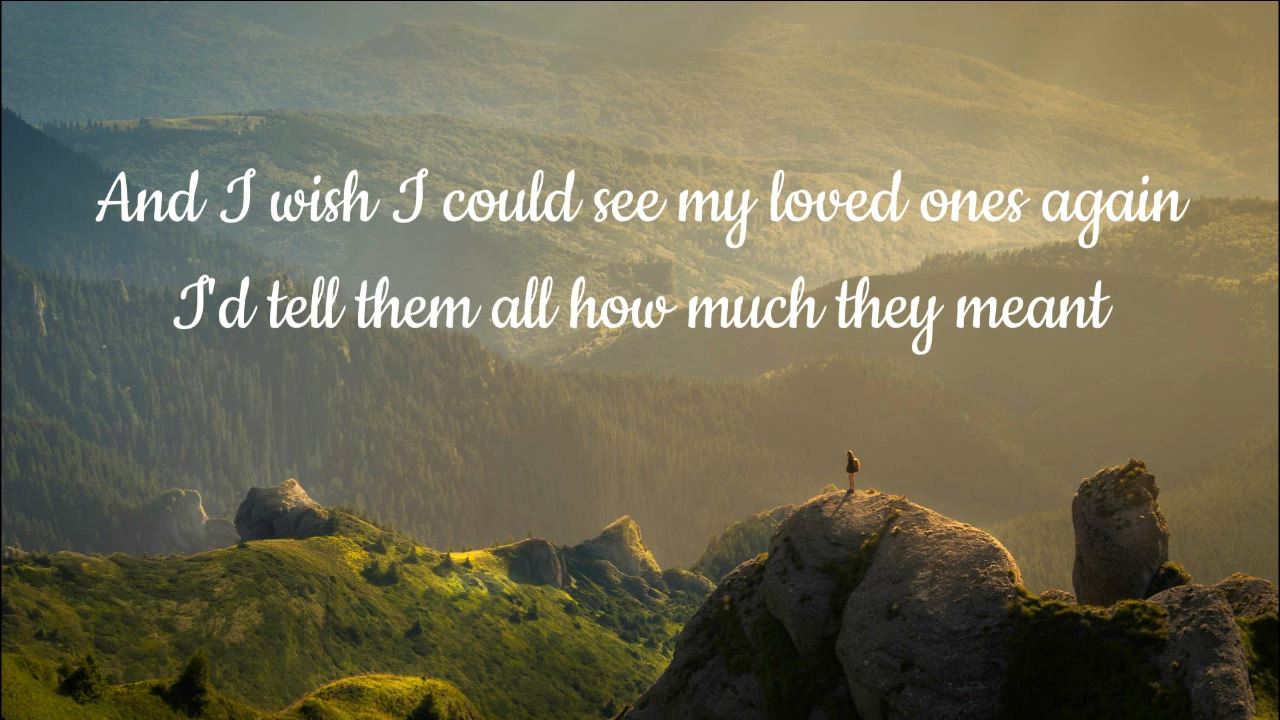 And I wish I could see my loved ones again
I'd tell them all how much they meant